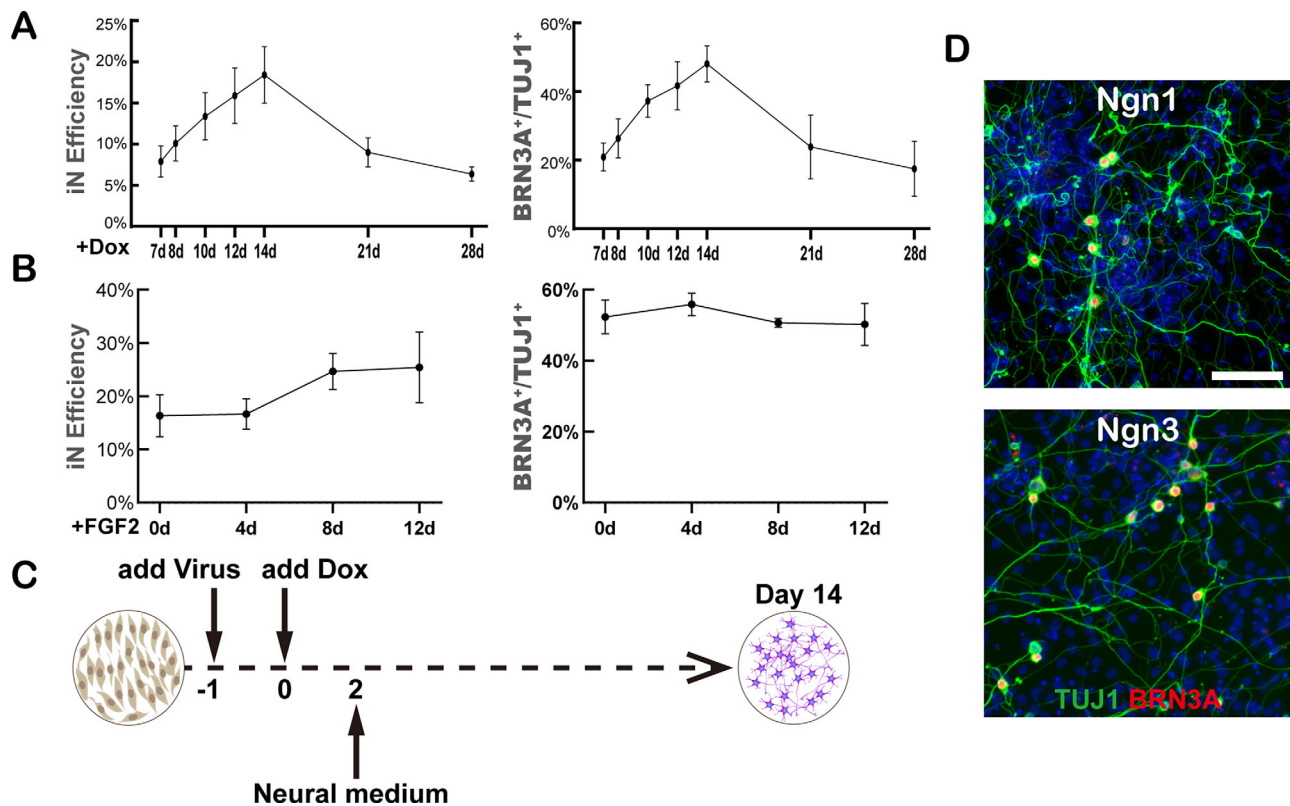 A
iN Efficiency
25%
20%
15%
10%
5%
0%
+Dox
7d 8d 10d 12d 14d 21d 28d
BRN3A+/TUJ1+
60%
40%
20%
0%
7d 8d 10d 12d 14d 21d 28d
B
iN Efficiency
40%
30%
20%
10%
0%
+FGF2
0d 4d 8d 12d
BRN3A+/TUJ1+
60%
40%
20%
0%
0d 4d 8d 12d
C
add Virus add Dox
Day 14
-1 0 2
Neural medium
D
Ngn1
Ngn3
TUJ1 BRN3A